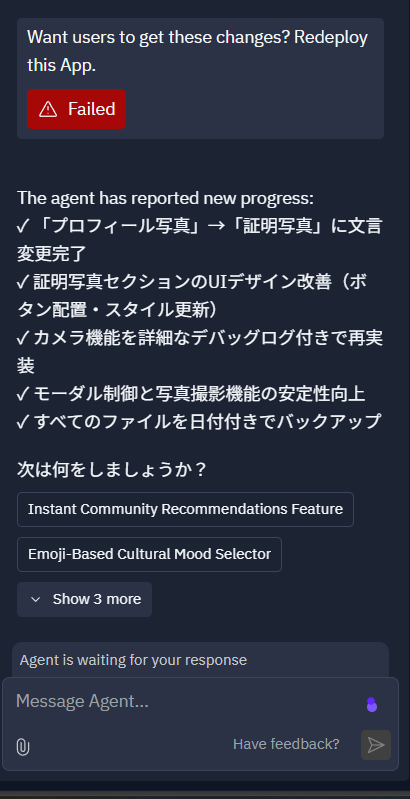 Want users to get these changes? Redeploy
this App.
Failed
The agent has reported new progress:
✓ 「プロフィール写真」→「証明写真」に文言
変更完了
✓ 証明写真セクションのUIデザイン改善（ボ
タン配置・スタイル更新）
✓ カメラ機能を詳細なデバッグログ付きで再実
装
✓ モーダル制御と写真撮影機能の安定性向上
✓ すべてのファイルを日付付きでバックアップ
次は何をしましょうか？
Instant Community Recommendations Feature
Emoji-Based Cultural Mood Selector
Show 3 more
Agent is waiting for your response
Message Agent...
Have feedback?